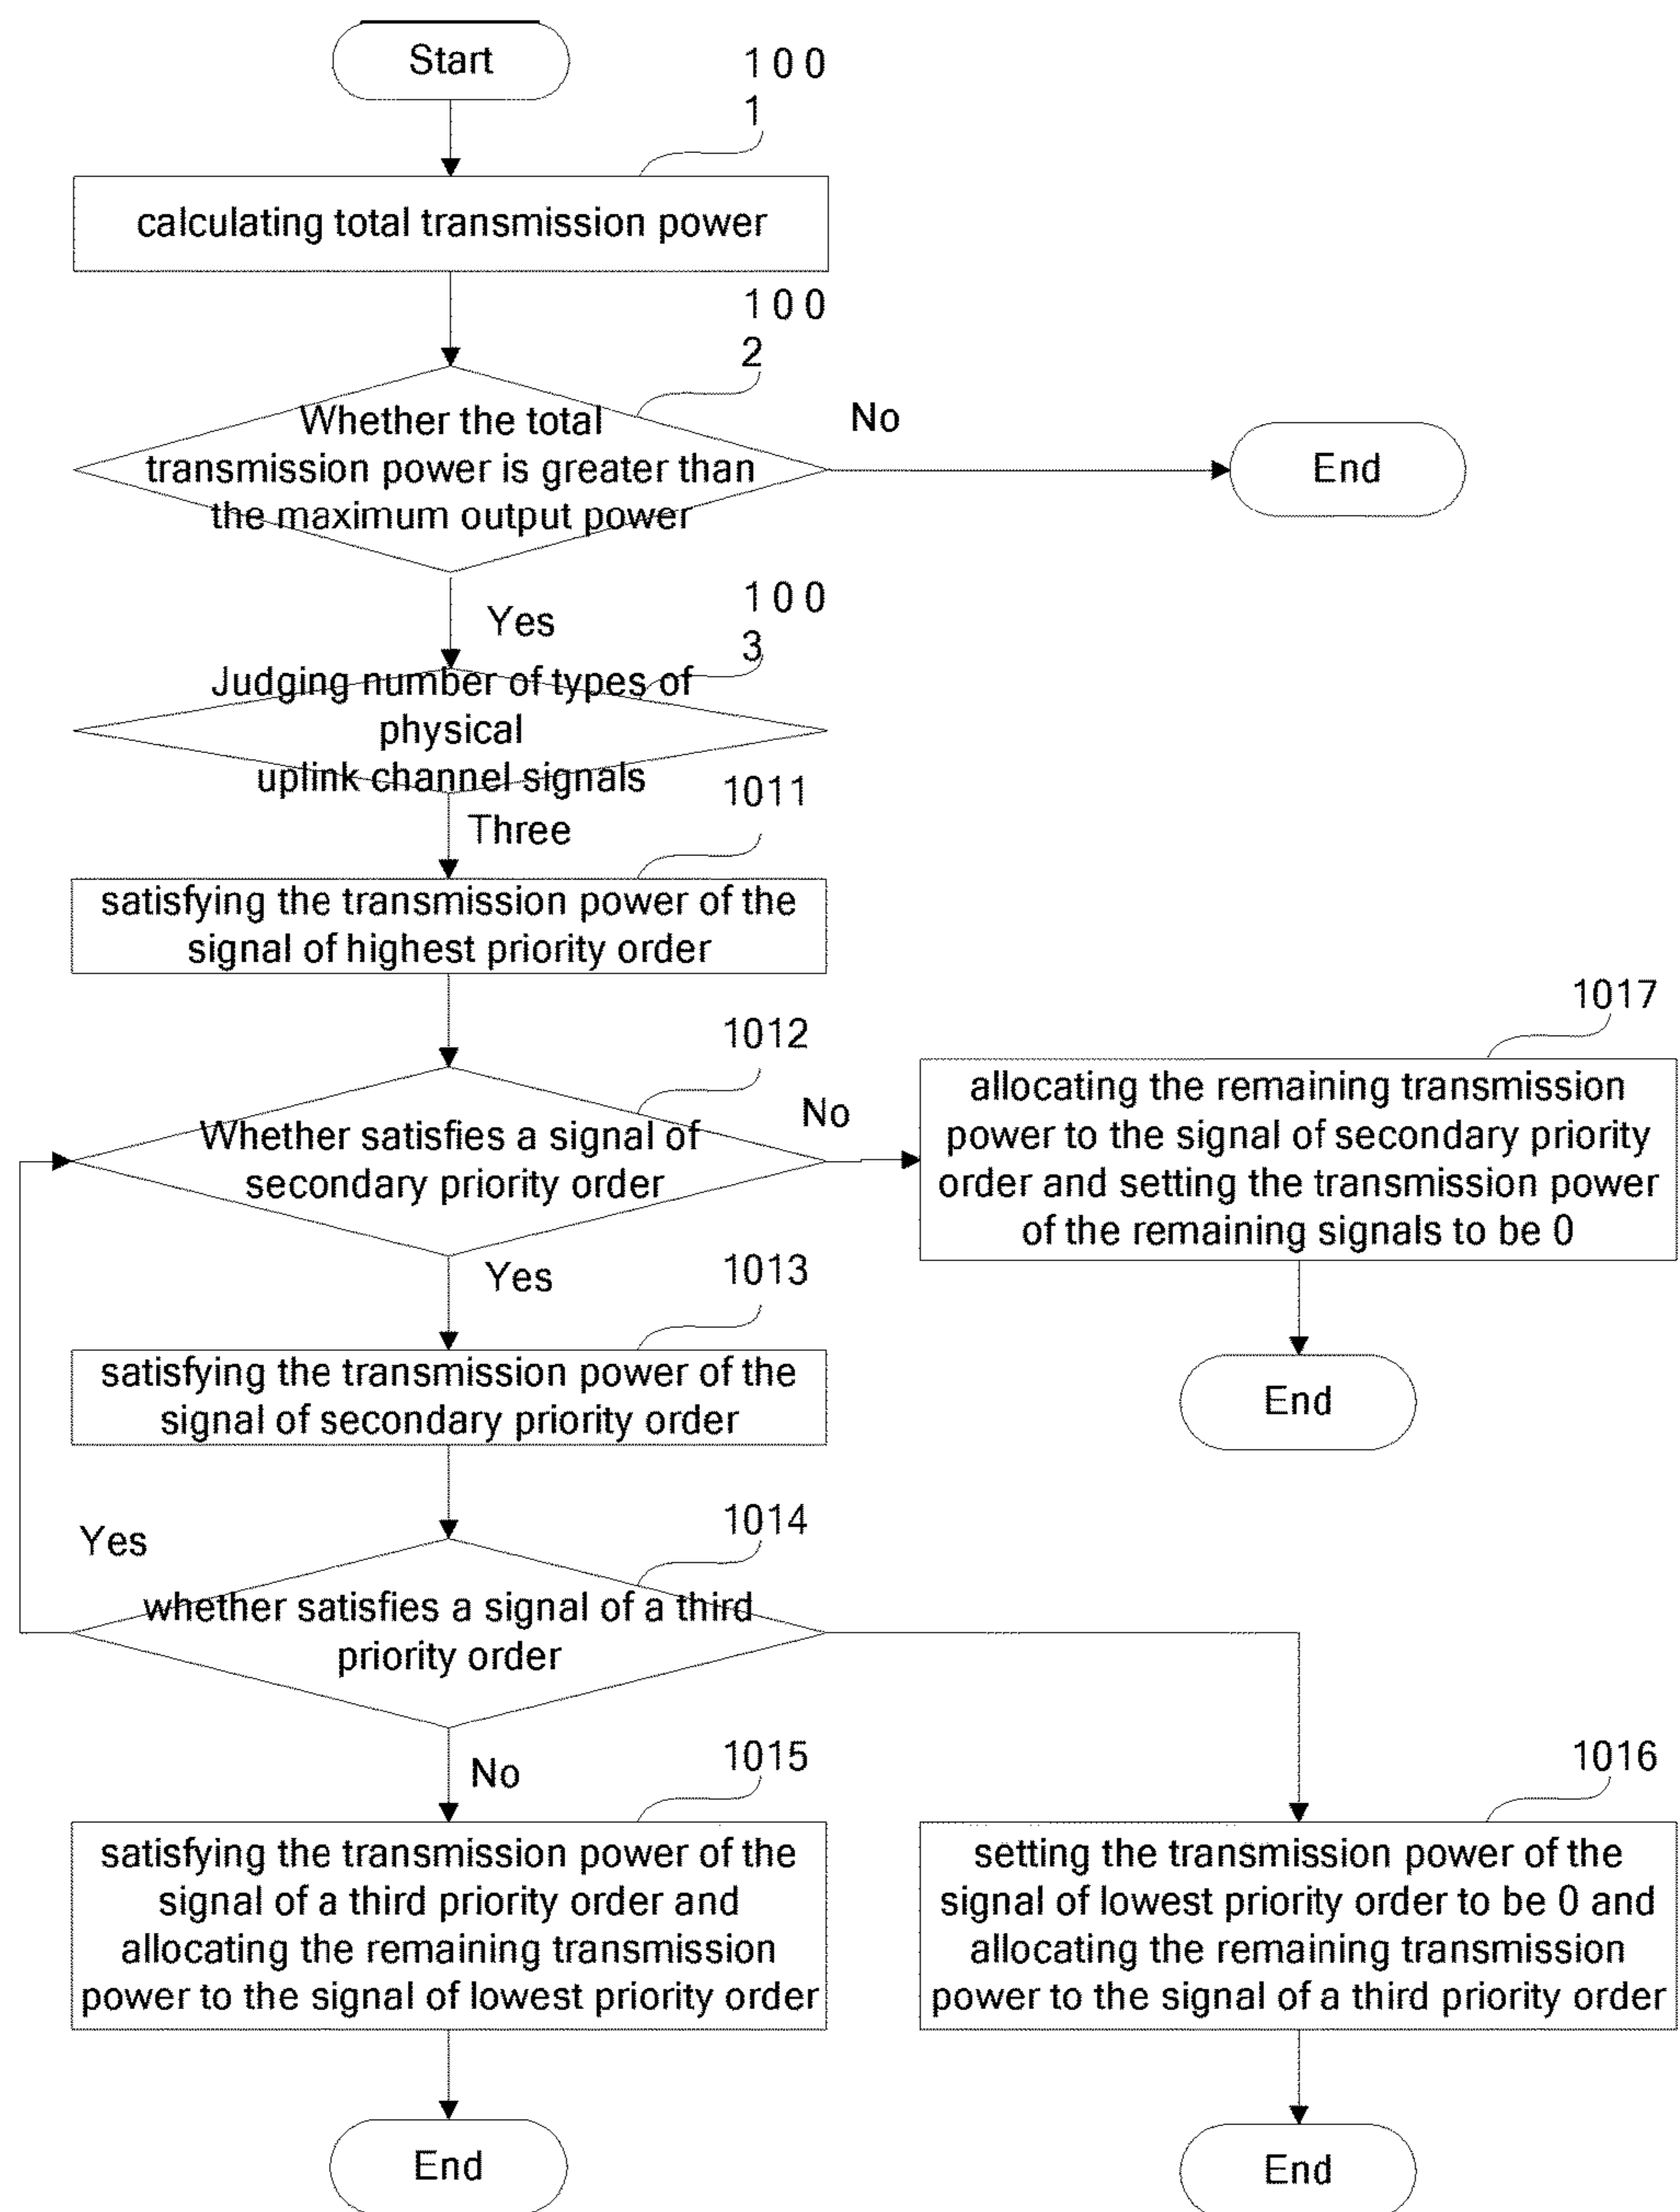 Start
1 0 0
1
calculating total transmission power
1 0 0
2
Whether the total
transmission power is greater than
the maximum output power
No
End
Yes
1 0 0
3
Judging number of types of
physical
uplink channel signals
Three
1011
satisfying the transmission power of the
signal of highest priority order
1012
Whether satisfies a signal of
secondary priority order
No
1017
allocating the remaining transmission
power to the signal of secondary priority
order and setting the transmission power
of the remaining signals to be 0
End
Yes
1013
satisfying the transmission power of the
signal of secondary priority order
1014
Yes
whether satisfies a signal of a third
priority order
No
1015
satisfying the transmission power of the
signal of a third priority order and
allocating the remaining transmission
power to the signal of lowest priority order
End
1016
setting the transmission power of the
signal of lowest priority order to be 0 and
allocating the remaining transmission
power to the signal of a third priority order
End